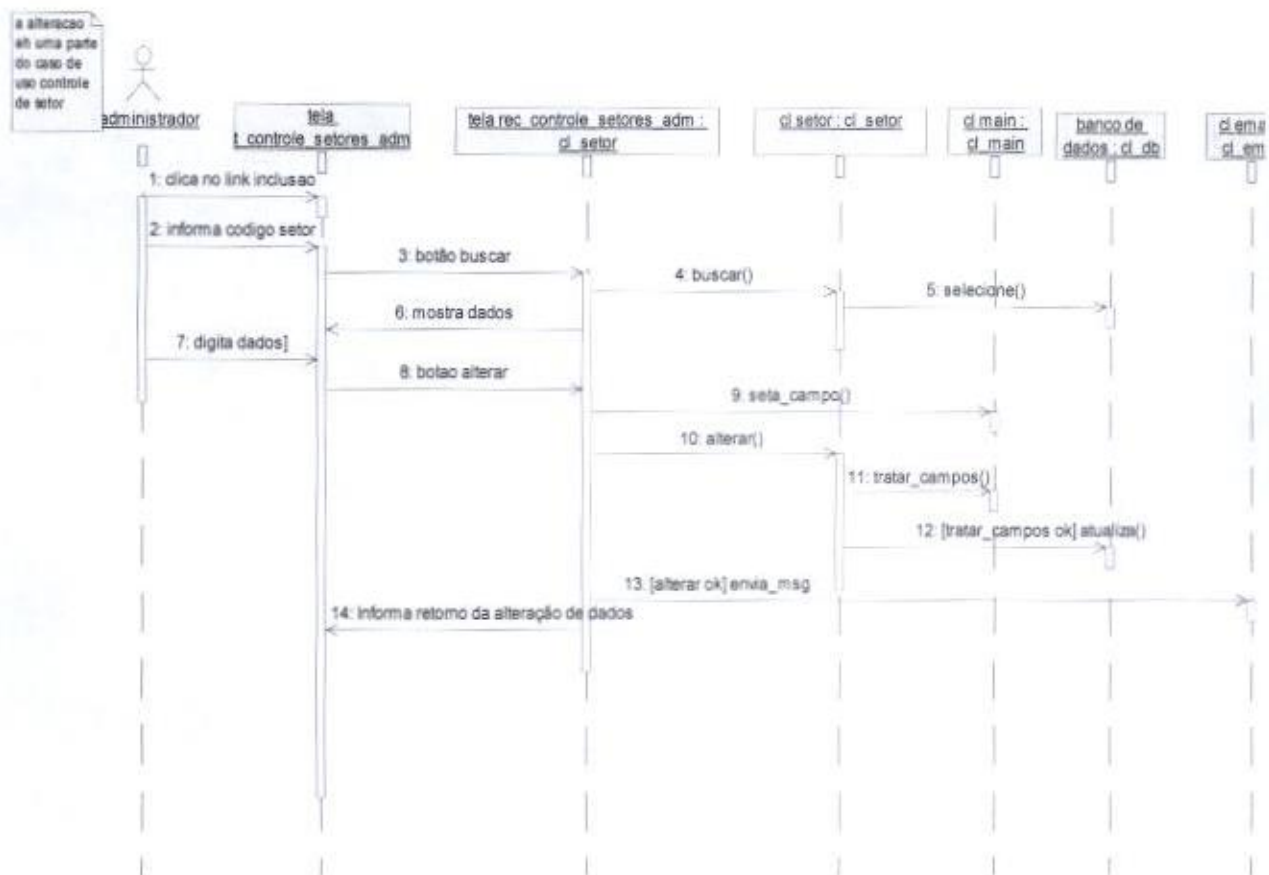 a alteracao
eh uma parte
do caso de
uso controle
de setor
administrador
tela
t_controle_setores_adm
tela rec_controle_setores_adm :
cl_setor
cl setor : cl_setor
cl main :
cl_main
banco de
dados : cl_db
cl ema
cl_em
1: clica no link inclusao
2: informa codigo setor
3: botão buscar
4: buscar()
5: selecione()
6: mostra dados
7: digita dados]
8: botao alterar
9: seta_campo()
10: alterar()
11: tratar_campos()
12: [tratar_campos ok] atualiza()
13: [alterar ok] envia_msg
14: Informa retorno da alteração de dados